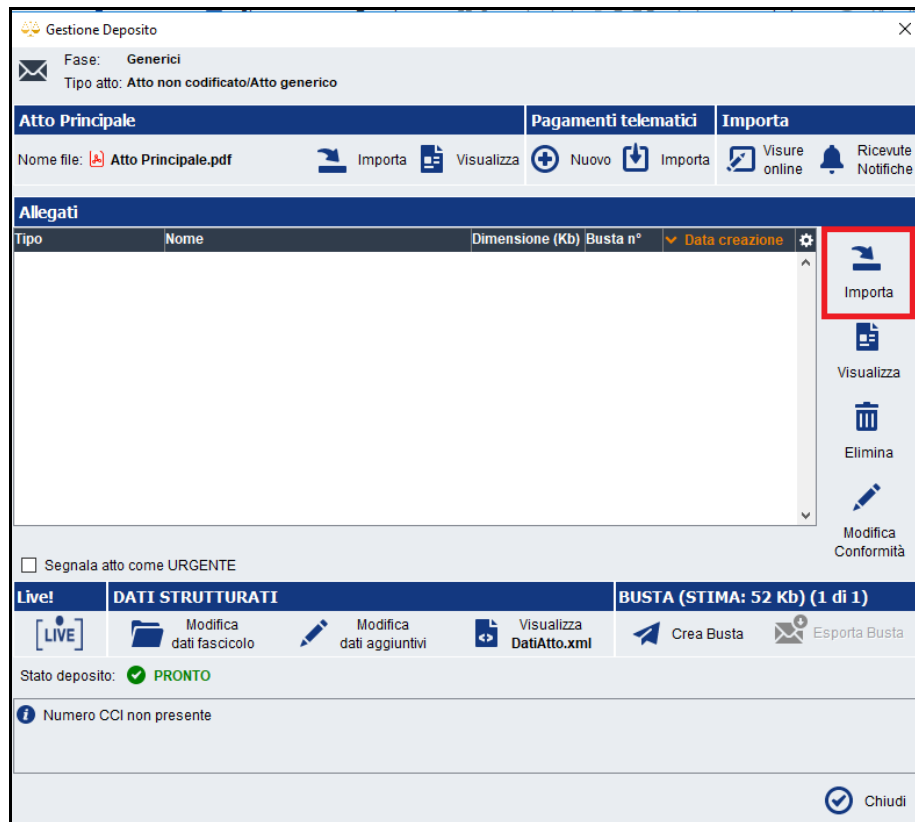 Gestione Deposito
Fase: Generici
Tipo atto: Atto non codificato/Atto generico
Atto Principale
Pagamenti telematici
Importa
Nome file: Atto Principale.pdf
Importa
Visualizza
Nuovo
Importa
Visure
online
Ricevute
Notifiche
Allegati
Tipo Nome Dimensione (Kb) Busta n° Data creazione
Importa
Visualizza
Elimina
Modifica
Conformità
Segnala atto come URGENTE
Live!
DATI STRUTTURATI
BUSTA (STIMA: 52 Kb) (1 di 1)
LIVE
Modifica
dati fascicolo
Modifica
dati aggiuntivi
Visualizza
DatiAtto.xml
Crea Busta
Esporta Busta
Stato deposito: PRONTO
Numero CCI non presente
Chiudi